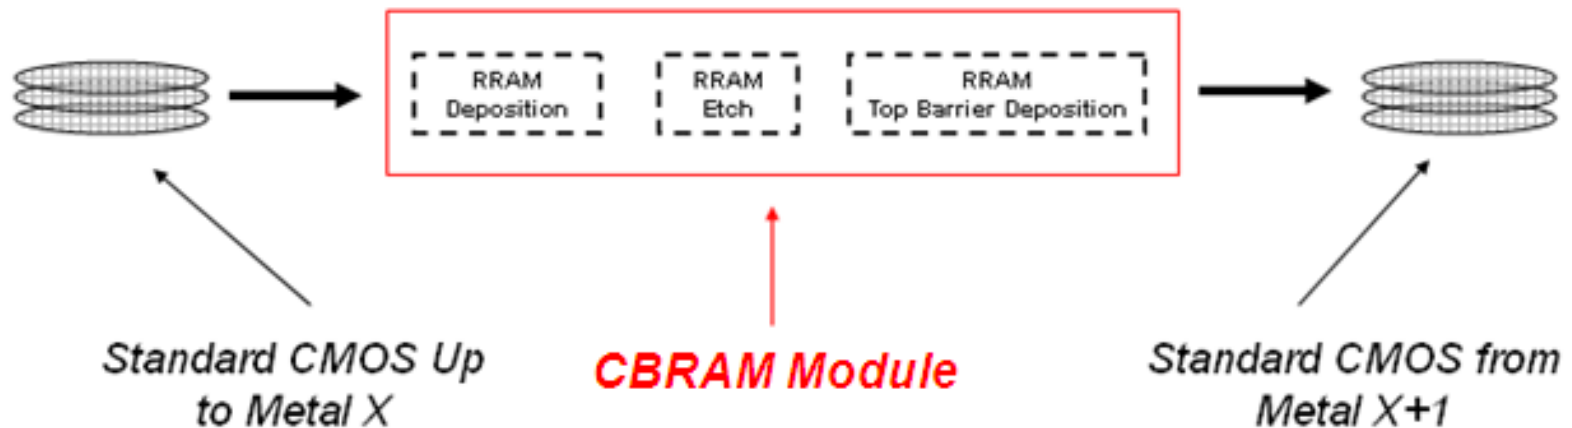 RRAM
Deposition
RRAM
Etch
RRAM
Top Barrier Deposition
Standard CMOS Up
to Metal X
CBRAM Module
Standard CMOS from
Metal X+1